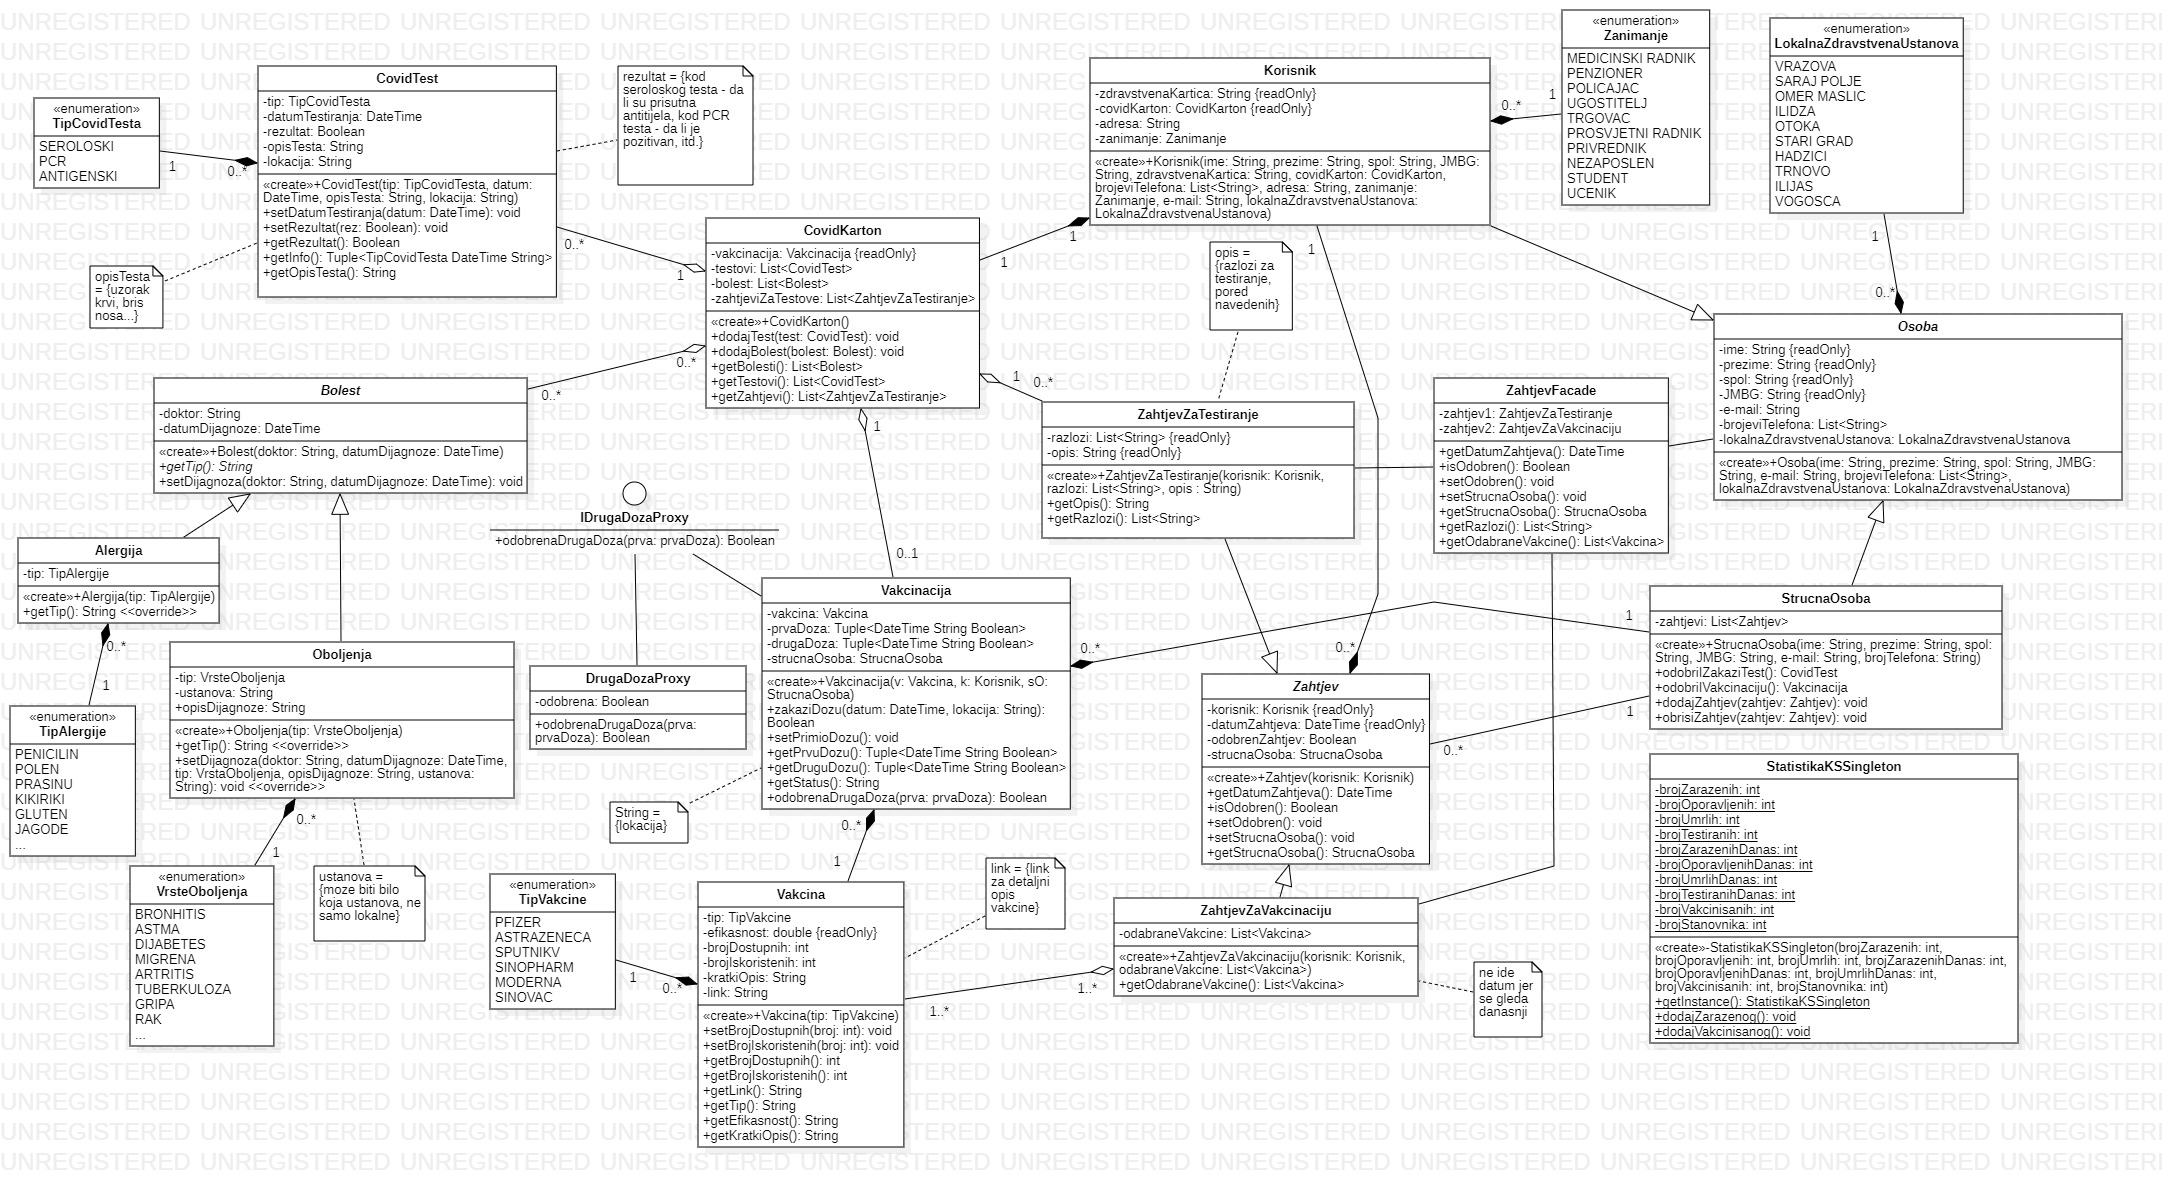 «enumeration»
TipCovidTesta
SEROLOSKI
PCR
ANTIGENSKI
1
0..*
CovidTest
-tip: TipCovidTesta
-datumTestiranja: DateTime
-rezultat: Boolean
-opisTesta: String
-lokacija: String
«create»+CovidTest(tip: TipCovidTesta, datum:
DateTime, opisTesta: String, lokacija: String)
+setDatumTestiranja(datum: DateTime): void
+setRezultat(rez: Boolean): void
+getRezultat(): Boolean
+getInfo(): Tuple<TipCovidTesta DateTime String>
+getOpisTesta(): String
rezultat = {kod
seroloskog testa - da
li su prisutna
antitijela, kod PCR
testa - da li je
pozitivan, itd.}
opisTesta
= {uzorak
krvi, bris
nosa...}
0..*
1
CovidKarton
-vakcinacija: Vakcinacija {readOnly}
-testovi: List<CovidTest>
-bolest: List<Bolest>
-zahtjeviZaTestove: List<ZahtjevZaTestiranje>
«create»+CovidKarton()
+dodajTest(test: CovidTest): void
+dodajBolest(bolest: Bolest): void
+getBolesti(): List<Bolest>
+getTestovi(): List<CovidTest>
+getZahtjevi(): List<ZahtjevZaTestiranje>
1
1
Korisnik
-zdravstvenaKartica: String {readOnly}
-covidKarton: CovidKarton {readOnly}
-adresa: String
-zanimanje: Zanimanje
«create»+Korisnik(ime: String, prezime: String, spol: String, JMBG:
String, zdravstvenaKartica: String, covidKarton: CovidKarton,
brojeviTelefona: List<String>, adresa: String, zanimanje:
Zanimanje, e-mail: String, lokalnaZdravstvenaUstanova:
LokalnaZdravstvenaUstanova)
0..*
1
«enumeration»
Zanimanje
MEDICINSKI RADNIK
PENZIONER
POLICAJAC
UGOSTITELJ
TRGOVAC
PROSVJETNI RADNIK
PRIVREDNIK
NEZAPOSLEN
STUDENT
UCENIK
«enumeration»
LokalnaZdravstvenaUstanova
VRAZOVA
SARAJ POLJE
OMER MASLIC
ILIDZA
OTOKA
STARI GRAD
HADZICI
TRNOVO
ILIJAS
VOGOSCA
1
0..*
Osoba
-ime: String {readOnly}
-prezime: String {readOnly}
-spol: String {readOnly}
-JMBG: String {readOnly}
-e-mail: String
-brojeviTelefona: List<String>
-lokalnaZdravstvenaUstanova: LokalnaZdravstvenaUstanova
«create»+Osoba(ime: String, prezime: String, spol: String, JMBG:
String, e-mail: String, brojeviTelefona: List<String>,
lokalnaZdravstvenaUstanova: LokalnaZdravstvenaUstanova)
opis =
{razlozi za
testiranje,
pored
navedenih}
1
0..*
1
0..*
ZahtjevZaTestiranje
-razlozi: List<String> {readOnly}
-opis: String {readOnly}
«create»+ZahtjevZaTestiranje(korisnik: Korisnik,
razlozi: List<String>, opis : String)
+getOpis(): String
+getRazlozi(): List<String>
ZahtjevFacade
-zahtjev1: ZahtjevZaTestiranje
-zahtjev2: ZahtjevZaVakcinaciju
+getDatumZahtjeva(): DateTime
+isOdobren(): Boolean
+setOdobren(): void
+setStrucnaOsoba(): void
+getStrucnaOsoba(): StrucnaOsoba
+getRazlozi(): List<String>
+getOdabraneVakcine(): List<Vakcina>
Bolest
-doktor: String
-datumDijagnoze: DateTime
«create»+Bolest(doktor: String, datumDijagnoze: DateTime)
+getTip(): String
+setDijagnoza(doktor: String, datumDijagnoze: DateTime): void
0..*
0..*
1
0..1
IDrugaDozaProxy
+odobrenaDrugaDoza(prva: prvaDoza): Boolean
Alergija
-tip: TipAlergije
«create»+Alergija(tip: TipAlergije)
+getTip(): String <<override>>
0..*
1
«enumeration»
TipAlergije
PENICILIN
POLEN
PRASINU
KIKIRIKI
GLUTEN
JAGODE
...
Oboljenja
-tip: VrsteOboljenja
-ustanova: String
-opisDijagnoze: String
«create»+Oboljenja(tip: VrsteOboljenja)
+getTip(): String <<override>>
+setDijagnoza(doktor: String, datumDijagnoze: DateTime,
tip: VrstaOboljenja, opisDijagnoze: String, ustanova:
String): void <<override>>
0..*
1
«enumeration»
VrsteOboljenja
BRONHITIS
ASTMA
DIJABETES
MIGRENA
ARTRITIS
TUBERKULOZA
GRIPA
RAK
...
ustanova =
{moze biti bilo
koja ustanova, ne
samo lokalne}
DrugaDozaProxy
-odobrena: Boolean
+odobrenaDrugaDoza(prva:
prvaDoza): Boolean
Vakcinacija
-vakcina: Vakcina
-prvaDoza: Tuple<DateTime String Boolean>
-drugaDoza: Tuple<DateTime String Boolean>
-strucnaOsoba: StrucnaOsoba
«create»+Vakcinacija(v: Vakcina, k: Korisnik, sO:
StrucnaOsoba)
+zakaziDozu(datum: DateTime, lokacija: String):
Boolean
+setPrimioDozu(): void
+getPrvuDozu(): Tuple<DateTime String Boolean>
+getDruguDozu(): Tuple<DateTime String Boolean>
+getStatus(): String
+odobrenaDrugaDoza(prva: prvaDoza): Boolean
String =
{lokacija}
0..*
1
0..*
1
Zahtjev
-korisnik: Korisnik {readOnly}
-datumZahtjeva: DateTime {readOnly}
-odobrenZahtjev: Boolean
-strucnaOsoba: StrucnaOsoba
«create»+Zahtjev(korisnik: Korisnik)
+getDatumZahtjeva(): DateTime
+isOdobren(): Boolean
+setOdobren(): void
+setStrucnaOsoba(): void
+getStrucnaOsoba(): StrucnaOsoba
0..*
1
StrucnaOsoba
-zahtjevi: List<Zahtjev>
«create»+StrucnaOsoba(ime: String, prezime: String, spol:
String, JMBG: String, e-mail: String, brojTelefona: String)
+odobriIZakaziTest(): CovidTest
+odobriIVakcinaciju(): Vakcinacija
+dodajZahtjev(zahtjev: Zahtjev): void
+obrisiZahtjev(zahtjev: Zahtjev): void
StatistikaKSSingleton
-brojZarazenih: int
-brojOporavljenih: int
-brojUmrlih: int
-brojTestiranih: int
-brojZarazenihDanas: int
-brojOporavljenihDanas: int
-brojUmrlihDanas: int
-brojTestiranihDanas: int
-brojVakcinisanih: int
-brojStanovnika: int
«create»-StatistikaKSSingleton(brojZarazenih: int,
brojOporavljenih: int, brojUmrlih: int, brojZarazenihDanas: int,
brojOporavljenihDanas: int, brojUmrlihDanas: int,
brojVakcinisanih: int, brojStanovnika: int)
+getInstance(): StatistikaKSSingleton
+dodajZarazenog(): void
+dodajVakcinisanog(): void
«enumeration»
TipVakcine
PFIZER
ASTRAZENECA
SPUTNIKV
SINOPHARM
MODERNA
SINOVAC
1
0..*
Vakcina
-tip: TipVakcine
-efikasnost: double {readOnly}
-brojDostupnih: int
-brojIskoristenih: int
-kratkiOpis: String
-link: String
«create»+Vakcina(tip: TipVakcine)
+setBrojDostupnih(broj: int): void
+setBrojIskoristenih(broj: int): void
+getBrojDostupnih(): int
+getBrojIskoristenih(): int
+getLink(): String
+getTip(): String
+getEfikasnost(): String
+getKratkiOpis(): String
link = {link
za detaljni
opis
vakcine}
1..*
1..*
ZahtjevZaVakcinaciju
-odabraneVakcine: List<Vakcina>
«create»+ZahtjevZaVakcinaciju(korisnik: Korisnik,
odabraneVakcine: List<Vakcina>)
+getOdabraneVakcine(): List<Vakcina>
ne ide
datum jer
se gleda
danasnji